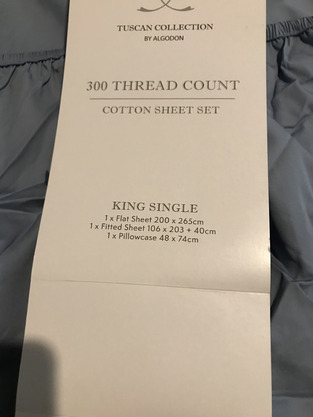 TUSCAN COLLECTION
BY ALGODON
300 THREAD COUNT
COTTON SHEET SET
KING SINGLE
1 x Flat Sheet 200 x 265cm
1 x Fitted Sheet 106 x 203 + 40cm
1 x Pillowcase 48 x 74cm